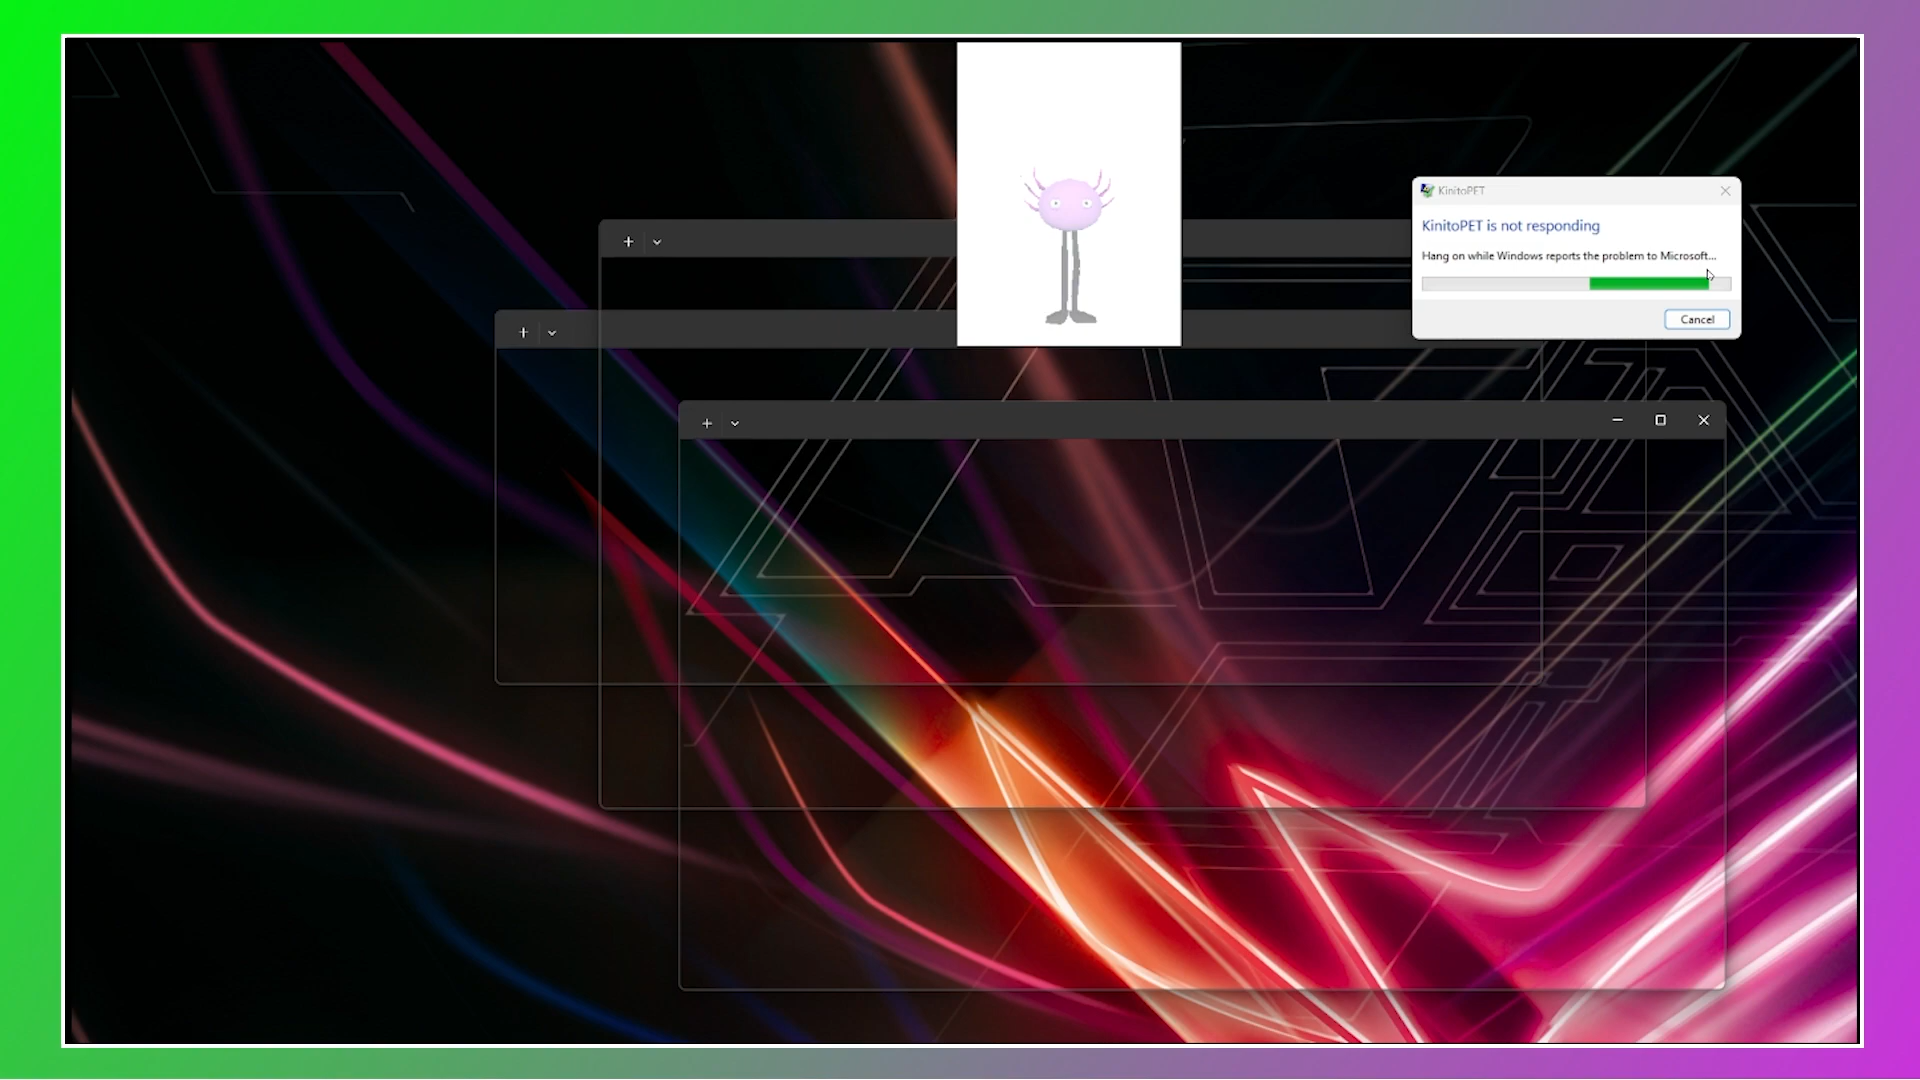 KinitoPET
KinitoPET is not responding
Hang on while Windows reports the problem to Microsoft...
Cancel